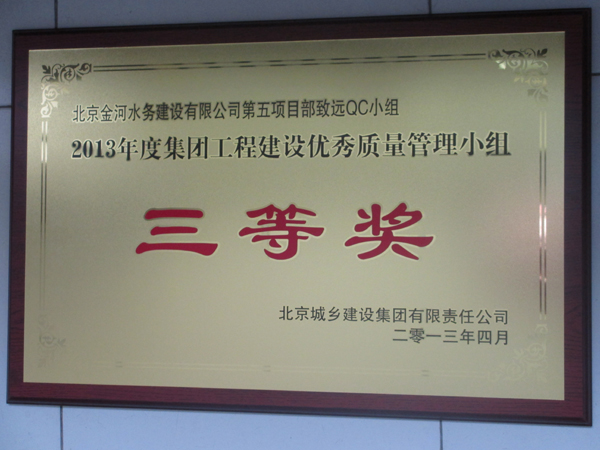 北京金河水务建设有限公司第五项目部致远QC小组
2013年度集团工程建设优秀质量管理小组
三等奖
北京城乡建设集团有限责任公司
二零一三年四月